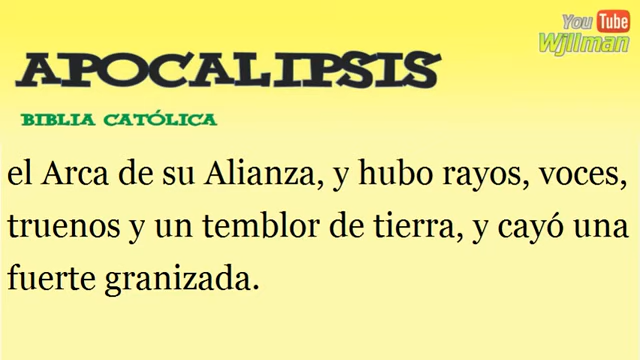 You Tube
Wjllman
APOCALIPSIS
BIBLIA CATÓLICA
el Arca de su Alianza, y hubo rayos, voces,
truenos y un temblor de tierra, y cayó una
fuerte granizada.